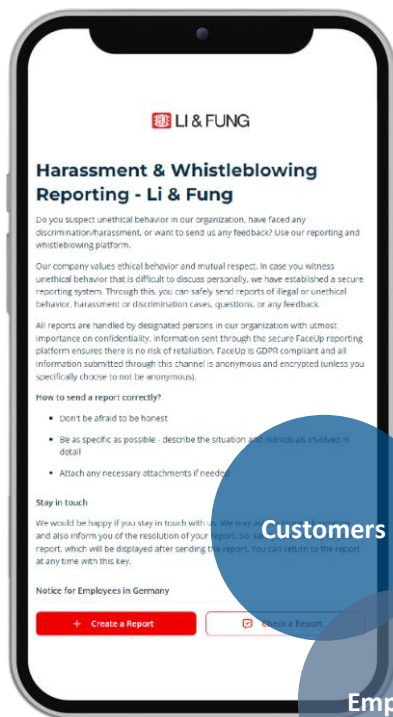 LI & FUNG
Harassment & Whistleblowing
Reporting - Li & Fung
Do you suspect unethical behavior in our organization, have faced any
discrimination/harassment, or want to send us any feedback? Use our reporting and
whistleblowing platform.
Our company values ethical behavior and mutual respect. In case you witness
unethical behavior that is difficult to discuss personally, we have established a secure
reporting system. Through this, you can safely send reports of illegal or unethical
behavior, harassment or discrimination cases, questions, or any feedback.
All reports are handled by designated persons in our organization with utmost
importance on confidentiality. Information sent through the secure FaceUp reporting
platform ensures there is no risk of retaliation. FaceUp is GDPR compliant and all
information submitted through this channel is anonymous and encrypted (unless you
specifically choose to not be anonymous).
How to send a report correctly?
• Don't be afraid to be honest
• Be as specific as possible - describe the situation and individuals involved in
detail
• Attach any necessary attachments if needed
Stay in touch
We would be happy if you stay in touch with us. We may
and also inform you of the resolution of your report. So,
report, which will be displayed after sending the report. You can return to the report
at any time with this key.
Customers
Notice for Employees in Germany
+ Create a Report
Check a Report
Emp